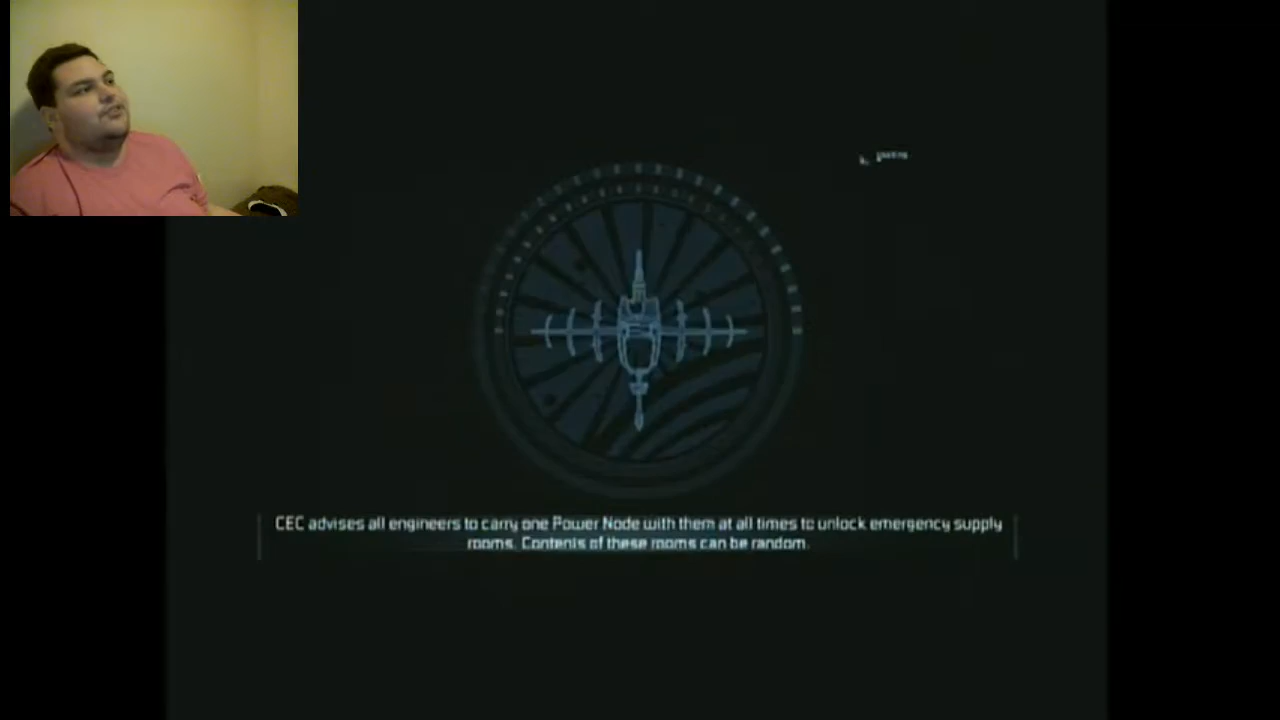 CEC advises all engineers to carry one Power Node with them at all times to unlock emergency supply
rooms. Contents of these rooms can be random.